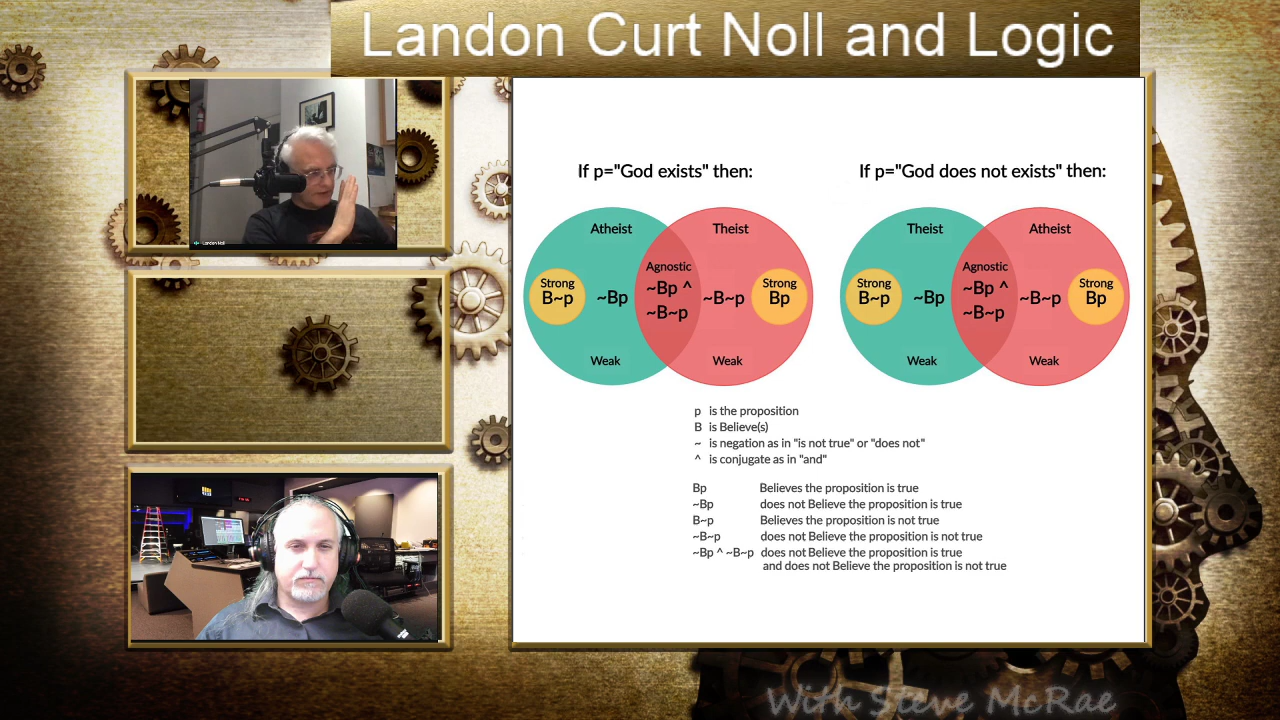 Landon Curt Noll and Logic
Landon Noll
If p="God exists" then:
Atheist
Theist
Agnostic
Strong
B~p
~Bp
~Bp ^
~B~p
~B~p
Strong
Bp
Weak
Weak
If p="God does not exists" then:
Theist
Atheist
Agnostic
Strong
B~p
~Bp
~Bp ^
~B~p
~B~p
Strong
Bp
Weak
Weak
p is the proposition
B is Believe(s)
~ is negation as in "is not true" or "does not"
^ is conjugate as in "and"
Bp Believes the proposition is true
~Bp does not Believe the proposition is true
B~p Believes the proposition is not true
~B~p does not Believe the proposition is not true
~Bp ^ ~B~p does not Believe the proposition is true
and does not Believe the proposition is not true
With Steve McRae